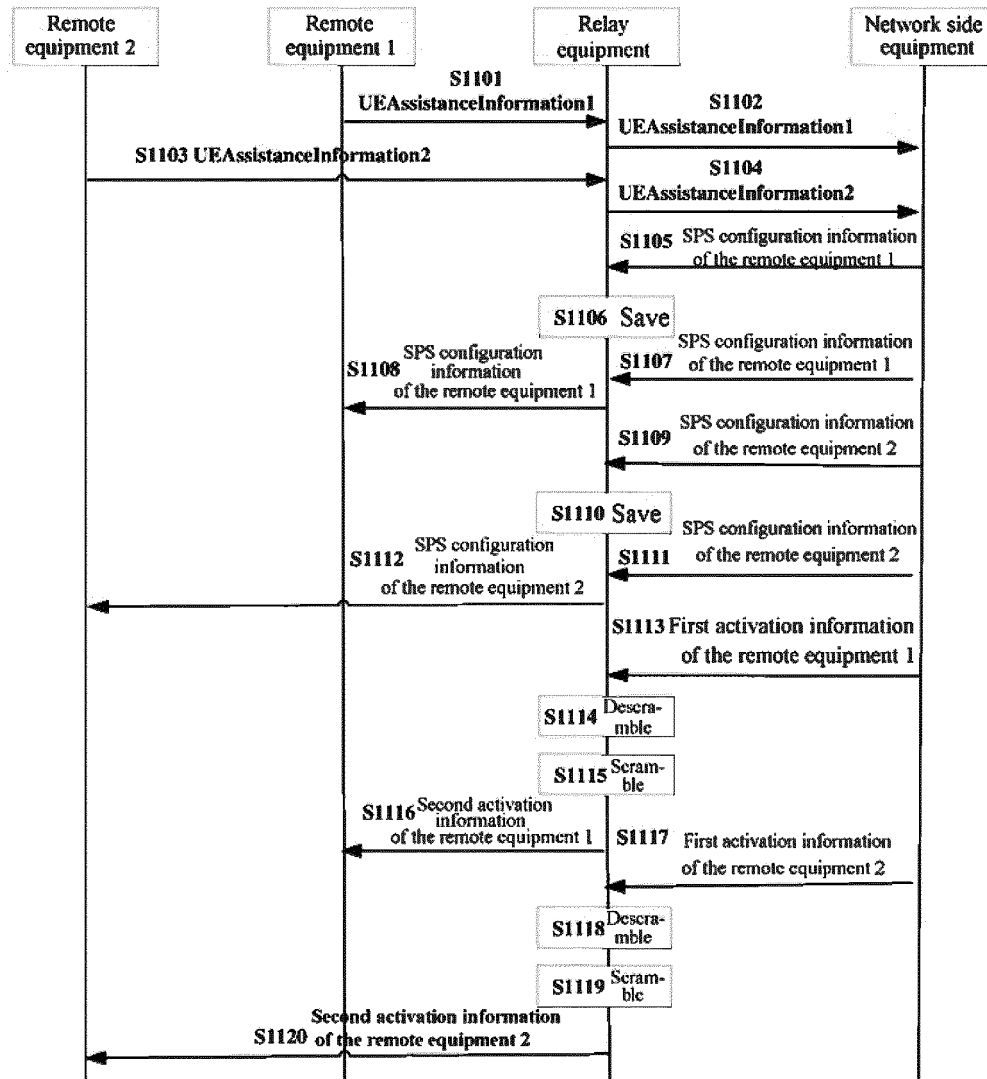 Remote
equipment 2
Remote
equipment 1
Relay
equipment
Network side
equipment
S1101
UEAssistanceInformation1
S1102
UEAssistanceInformation1
S1103 UEAssistanceInformation2
S1104
UEAssistanceInformation2
S1105 SPS configuration information
of the remote equipment 1
S1106 Save
S1107 SPS configuration information
of the remote equipment 1
S1108 SPS configuration
information
of the remote equipment 1
S1109 SPS configuration information
of the remote equipment 2
S1110 Save
S1111 SPS configuration information
of the remote equipment 2
S1112 SPS configuration
information
of the remote equipment 2
S1113 First activation information
of the remote equipment 1
S1114 Descra-
mble
S1115 Scram-
ble
S1116 Second activation
information
of the remote equipment 1
S1117 First activation information
of the remote equipment 2
S1118 Descra-
mble
S1119 Scram-
ble
Second activation information
S1120 of the remote equipment 2